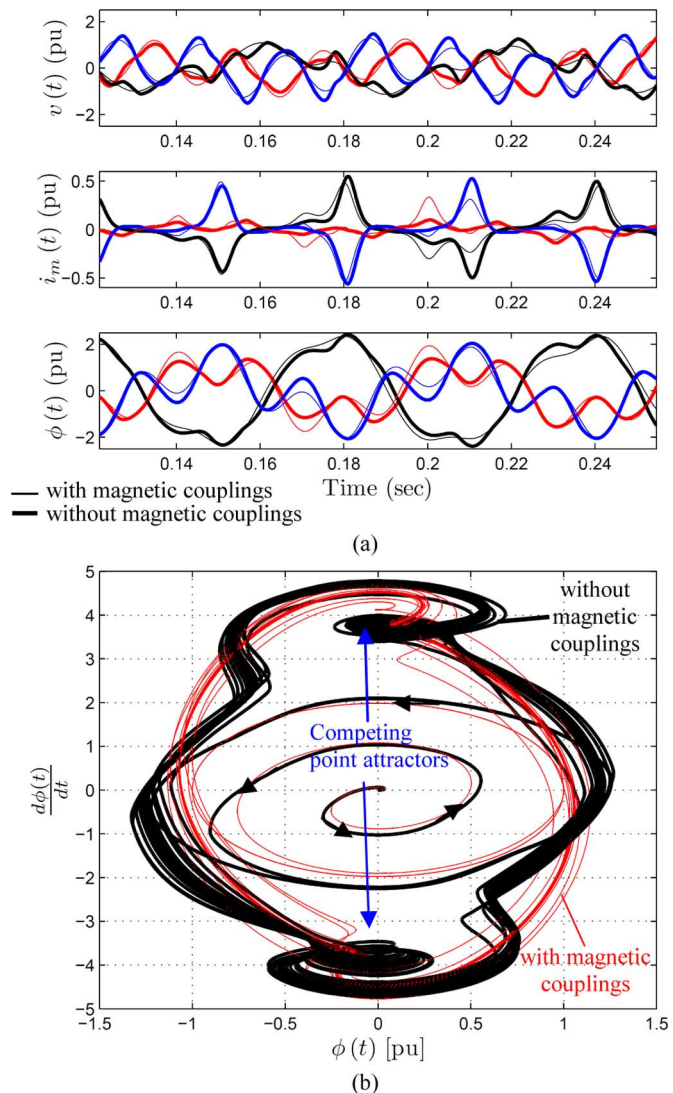 v (t) (pu)
2
0
−2
0.14 0.16 0.18 0.2 0.22 0.24
i_m (t) (pu)
0.5
0
−0.5
0.14 0.16 0.18 0.2 0.22 0.24
ϕ (t) (pu)
2
0
−2
0.14 0.16 0.18 0.2 0.22 0.24
Time (sec)
with magnetic couplings
without magnetic couplings
(a)
5
4
3
2
1
0
−1
−2
−3
−4
−5
dϕ(t)
dt
without
magnetic
couplings
Competing
point attractors
with magnetic
couplings
−1.5 −1 −0.5 0 0.5 1 1.5
ϕ (t) [pu]
(b)